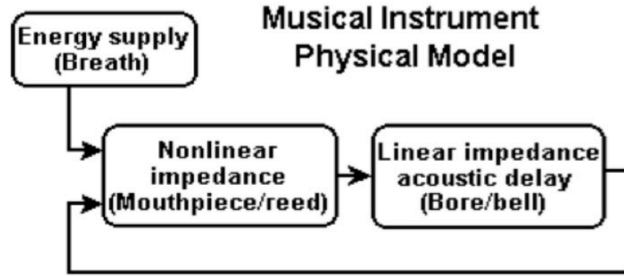 Musical Instrument
Physical Model
Energy supply
(Breath)
Nonlinear
impedance
(Mouthpiece/reed)
Linear impedance
acoustic delay
(Bore/bell)